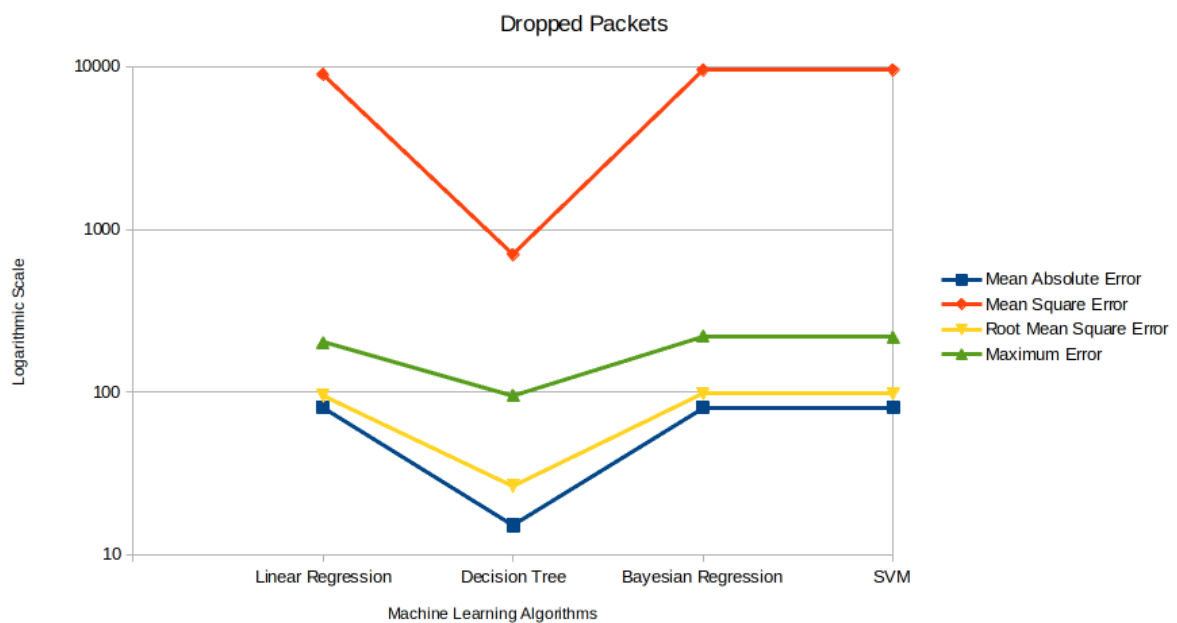 Dropped Packets
10000
1000
100
10
Logarithmic Scale
Linear Regression
Decision Tree
Bayesian Regression
SVM
Machine Learning Algorithms
Mean Absolute Error
Mean Square Error
Root Mean Square Error
Maximum Error